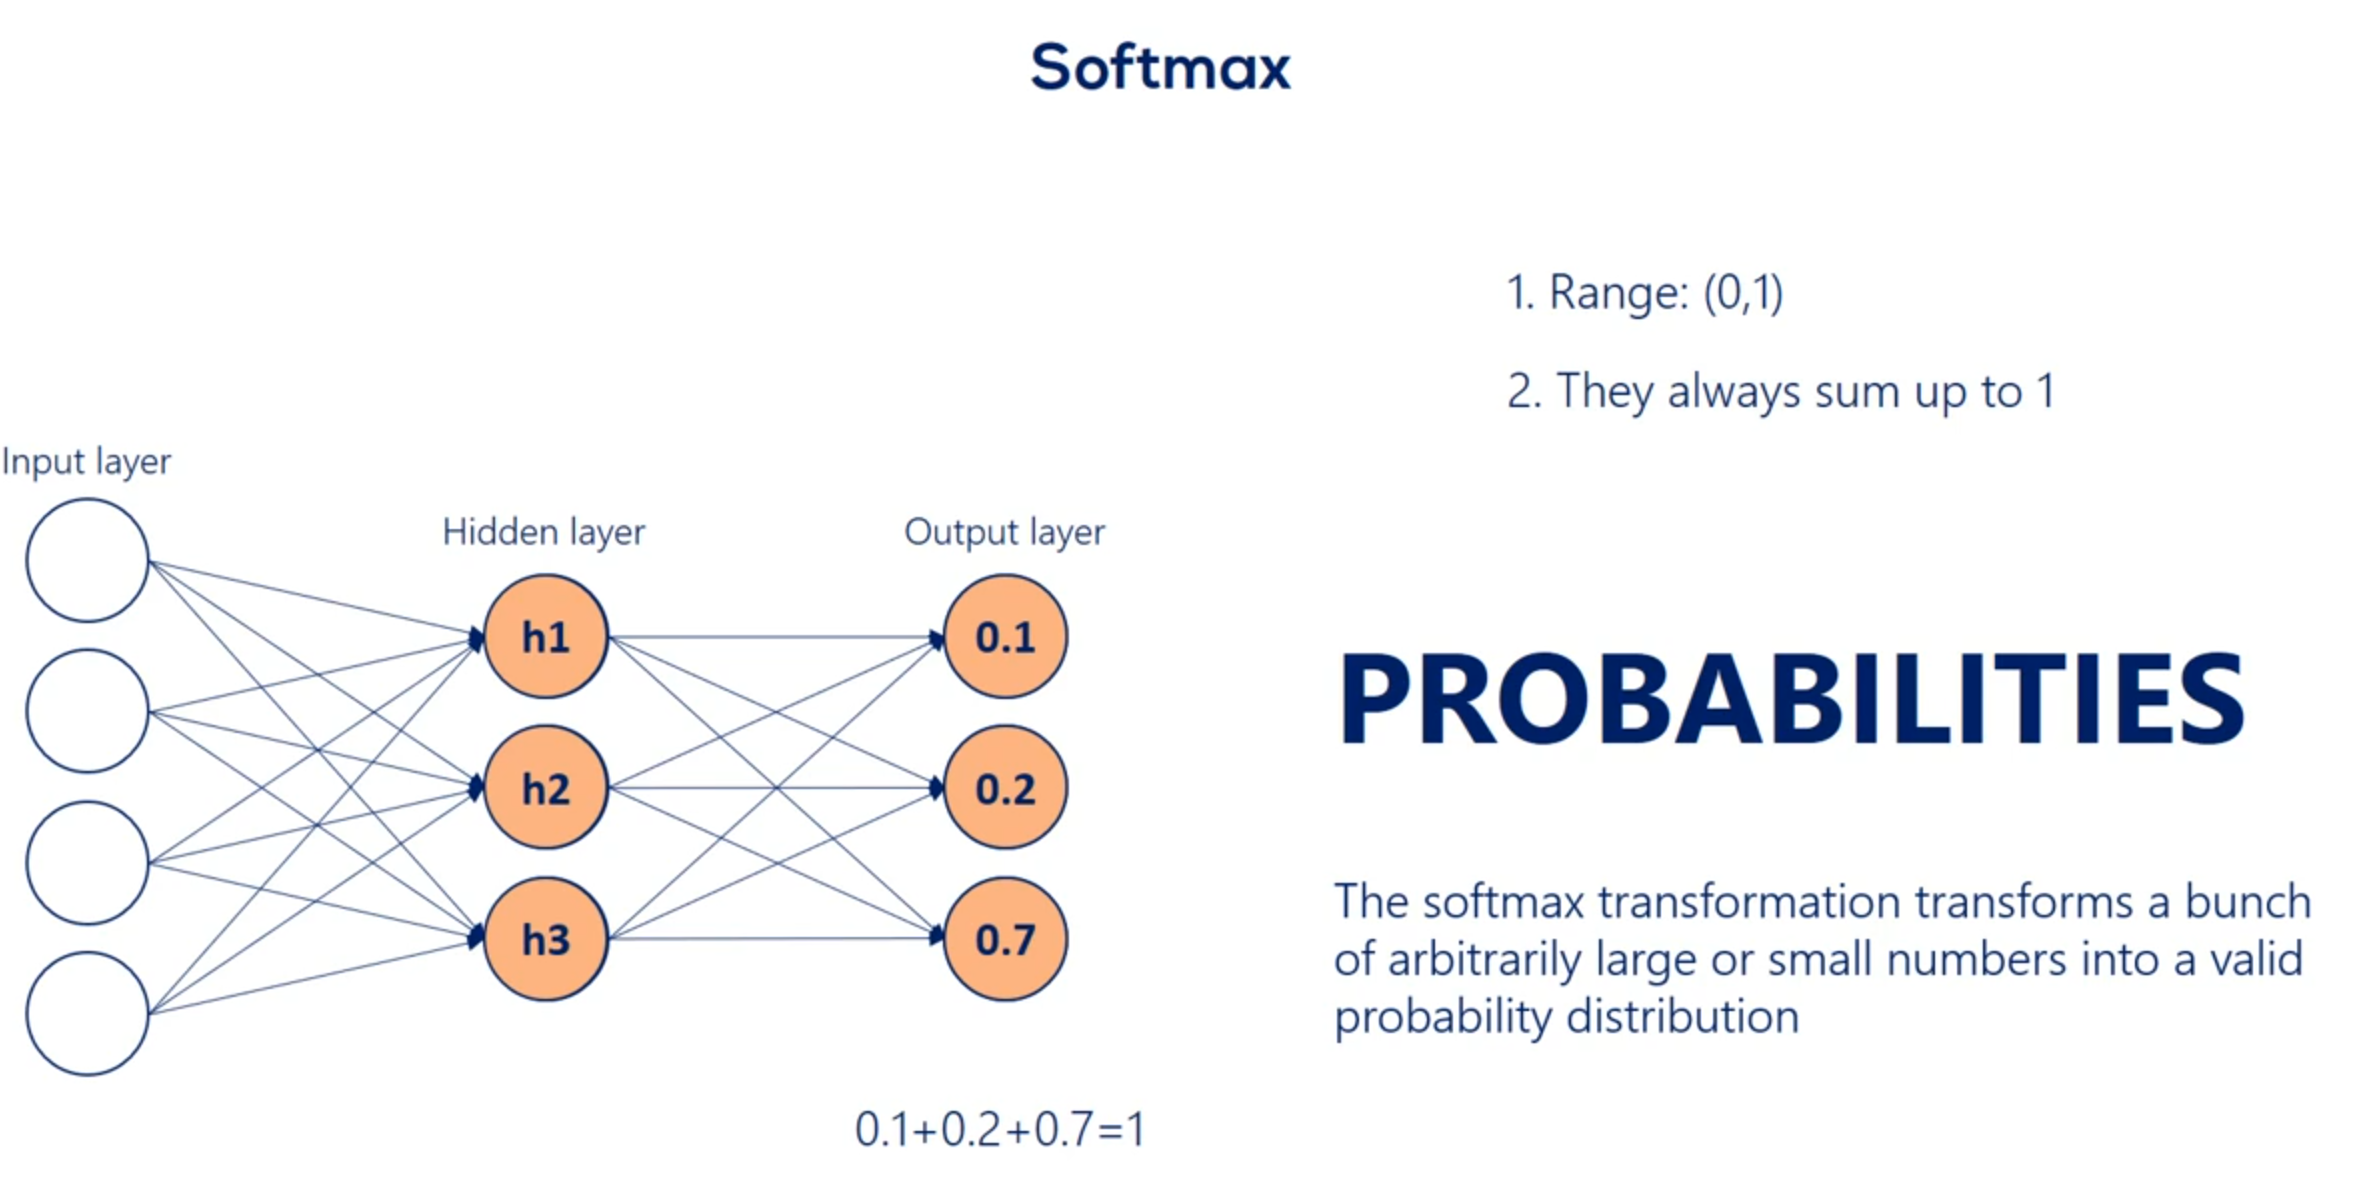 Softmax
1. Range: (0,1)
2. They always sum up to 1
Input layer
Hidden layer
Output layer
h1
0.1
h2
0.2
h3
0.7
0.1+0.2+0.7=1
PROBABILITIES
The softmax transformation transforms a bunch
of arbitrarily large or small numbers into a valid
probability distribution